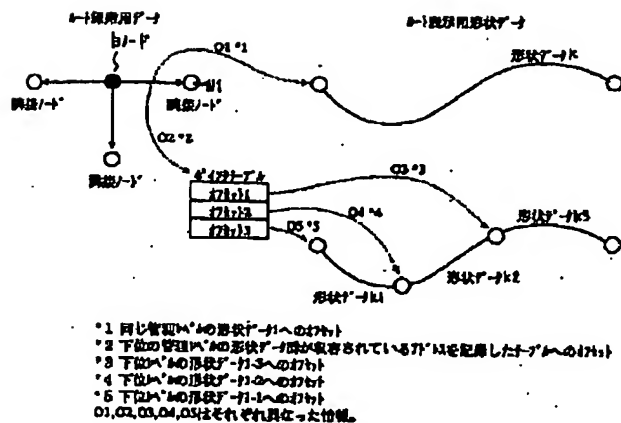 ルート探索用データ
ルート表示用形状データ
自ノード
O1 *1
形状データk
隣接ノード
隣接ノード
O2 *2
隣接ノード
ポインタテーブル
オフセット1
オフセット2
オフセット3
O3 *3
O4 *4
O5 *5
形状データk3
形状データk2
形状データk1
*1 同じ管理レベルの形状データ1へのオフセット
*2 下位の管理レベルの形状データ群が収容されているアドレスを記録したテーブルへのオフセット
*3 下位レベルの形状データ1-3へのオフセット
*4 下位レベルの形状データ1-2へのオフセット
*5 下位レベルの形状データ1-1へのオフセット
O1,O2,O3,O4,O5はそれぞれ異なった情報。